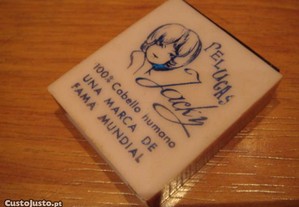 PELUCAS
Jacky
100% Cabello humano
UNA MARCA DE
FAMA MUNDIAL
© CustoJusto.pt